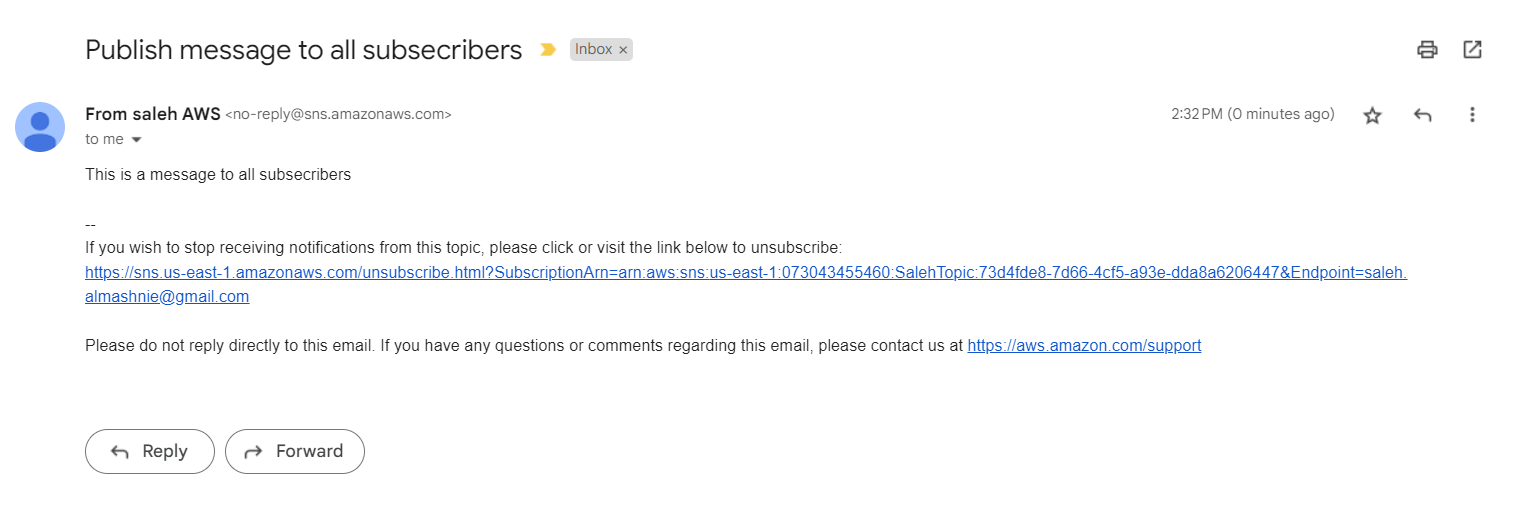 Publish message to all subsecribers
Inbox ×
From saleh AWS <no-reply@sns.amazonaws.com>
2:32 PM (0 minutes ago)
to me
This is a message to all subsecribers
--
If you wish to stop receiving notifications from this topic, please click or visit the link below to unsubscribe:
https://sns.us-east-1.amazonaws.com/unsubscribe.html?SubscriptionArn=arn:aws:sns:us-east-1:073043455460:SalehTopic:73d4fde8-7d66-4cf5-a93e-dda8a6206447&Endpoint=saleh.
almashnie@gmail.com
Please do not reply directly to this email. If you have any questions or comments regarding this email, please contact us at https://aws.amazon.com/support
Reply
Forward